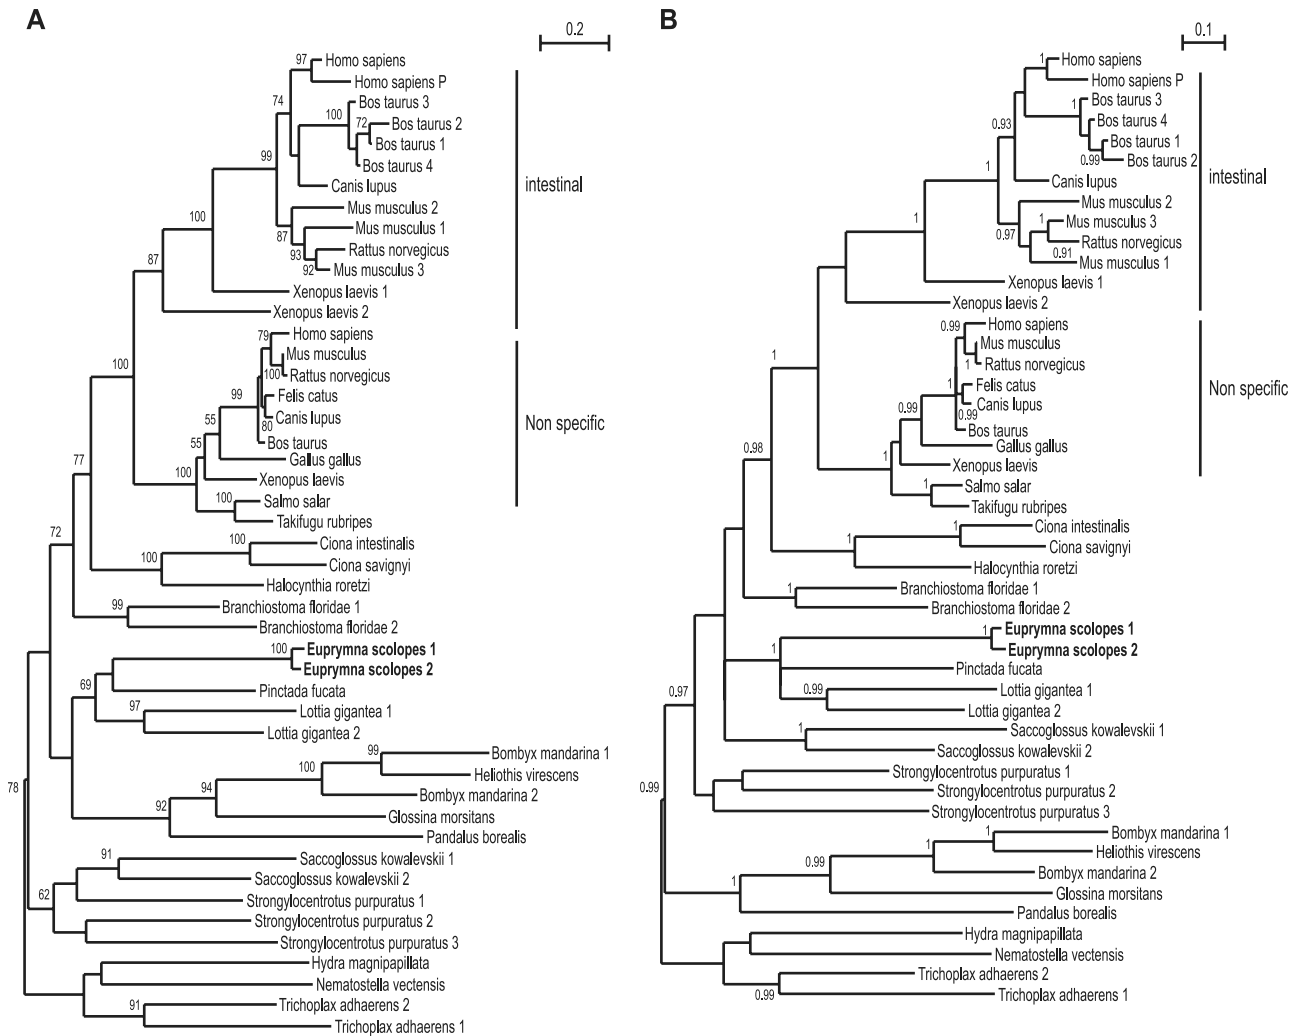 A
0.2
97
Homo sapiens
Homo sapiens P
74
100
Bos taurus 3
72
Bos taurus 2
Bos taurus 1
Bos taurus 4
99
Canis lupus
intestinal
Mus musculus 2
100
87
Mus musculus 1
93
Rattus norvegicus
92
Mus musculus 3
87
Xenopus laevis 1
Xenopus laevis 2
79
Homo sapiens
Mus musculus
100
Rattus norvegicus
100
99
Felis catus
Canis lupus
55
80
Non specific
55
Bos taurus
Gallus gallus
77
100
Xenopus laevis
100
Salmo salar
Takifugu rubripes
72
100
Ciona intestinalis
100
Ciona savignyi
Halocynthia roretzi
99
Branchiostoma floridae 1
Branchiostoma floridae 2
100
Euprymna scolopes 1
Euprymna scolopes 2
69
Pinctada fucata
97
Lottia gigantea 1
Lottia gigantea 2
99
Bombyx mandarina 1
100
Heliothis virescens
78
94
Bombyx mandarina 2
92
Glossina morsitans
Pandalus borealis
91
Saccoglossus kowalevskii 1
Saccoglossus kowalevskii 2
62
Strongylocentrotus purpuratus 1
Strongylocentrotus purpuratus 2
Strongylocentrotus purpuratus 3
Hydra magnipapillata
Nematostella vectensis
91
Trichoplax adhaerens 2
Trichoplax adhaerens 1
B
0.1
1
Homo sapiens
Homo sapiens P
1
Bos taurus 3
0.93
Bos taurus 4
Bos taurus 1
0.99
Bos taurus 2
1
Canis lupus
intestinal
Mus musculus 2
1
1
Mus musculus 3
0.97
Rattus norvegicus
0.91
Mus musculus 1
Xenopus laevis 1
Xenopus laevis 2
0.99
Homo sapiens
Mus musculus
1
Rattus norvegicus
1
1
Felis catus
Non specific
Canis lupus
0.99
0.99
Bos taurus
Gallus gallus
0.98
1
Xenopus laevis
1
Salmo salar
Takifugu rubripes
1
Ciona intestinalis
1
Ciona savignyi
Halocynthia roretzi
1
Branchiostoma floridae 1
Branchiostoma floridae 2
1
Euprymna scolopes 1
1
Euprymna scolopes 2
Pinctada fucata
0.97
0.99
Lottia gigantea 1
Lottia gigantea 2
1
Saccoglossus kowalevskii 1
Saccoglossus kowalevskii 2
Strongylocentrotus purpuratus 1
0.99
Strongylocentrotus purpuratus 2
Strongylocentrotus purpuratus 3
1
Bombyx mandarina 1
1
Heliothis virescens
0.99
Bombyx mandarina 2
1
Glossina morsitans
Pandalus borealis
Hydra magnipapillata
Nematostella vectensis
Trichoplax adhaerens 2
0.99
Trichoplax adhaerens 1